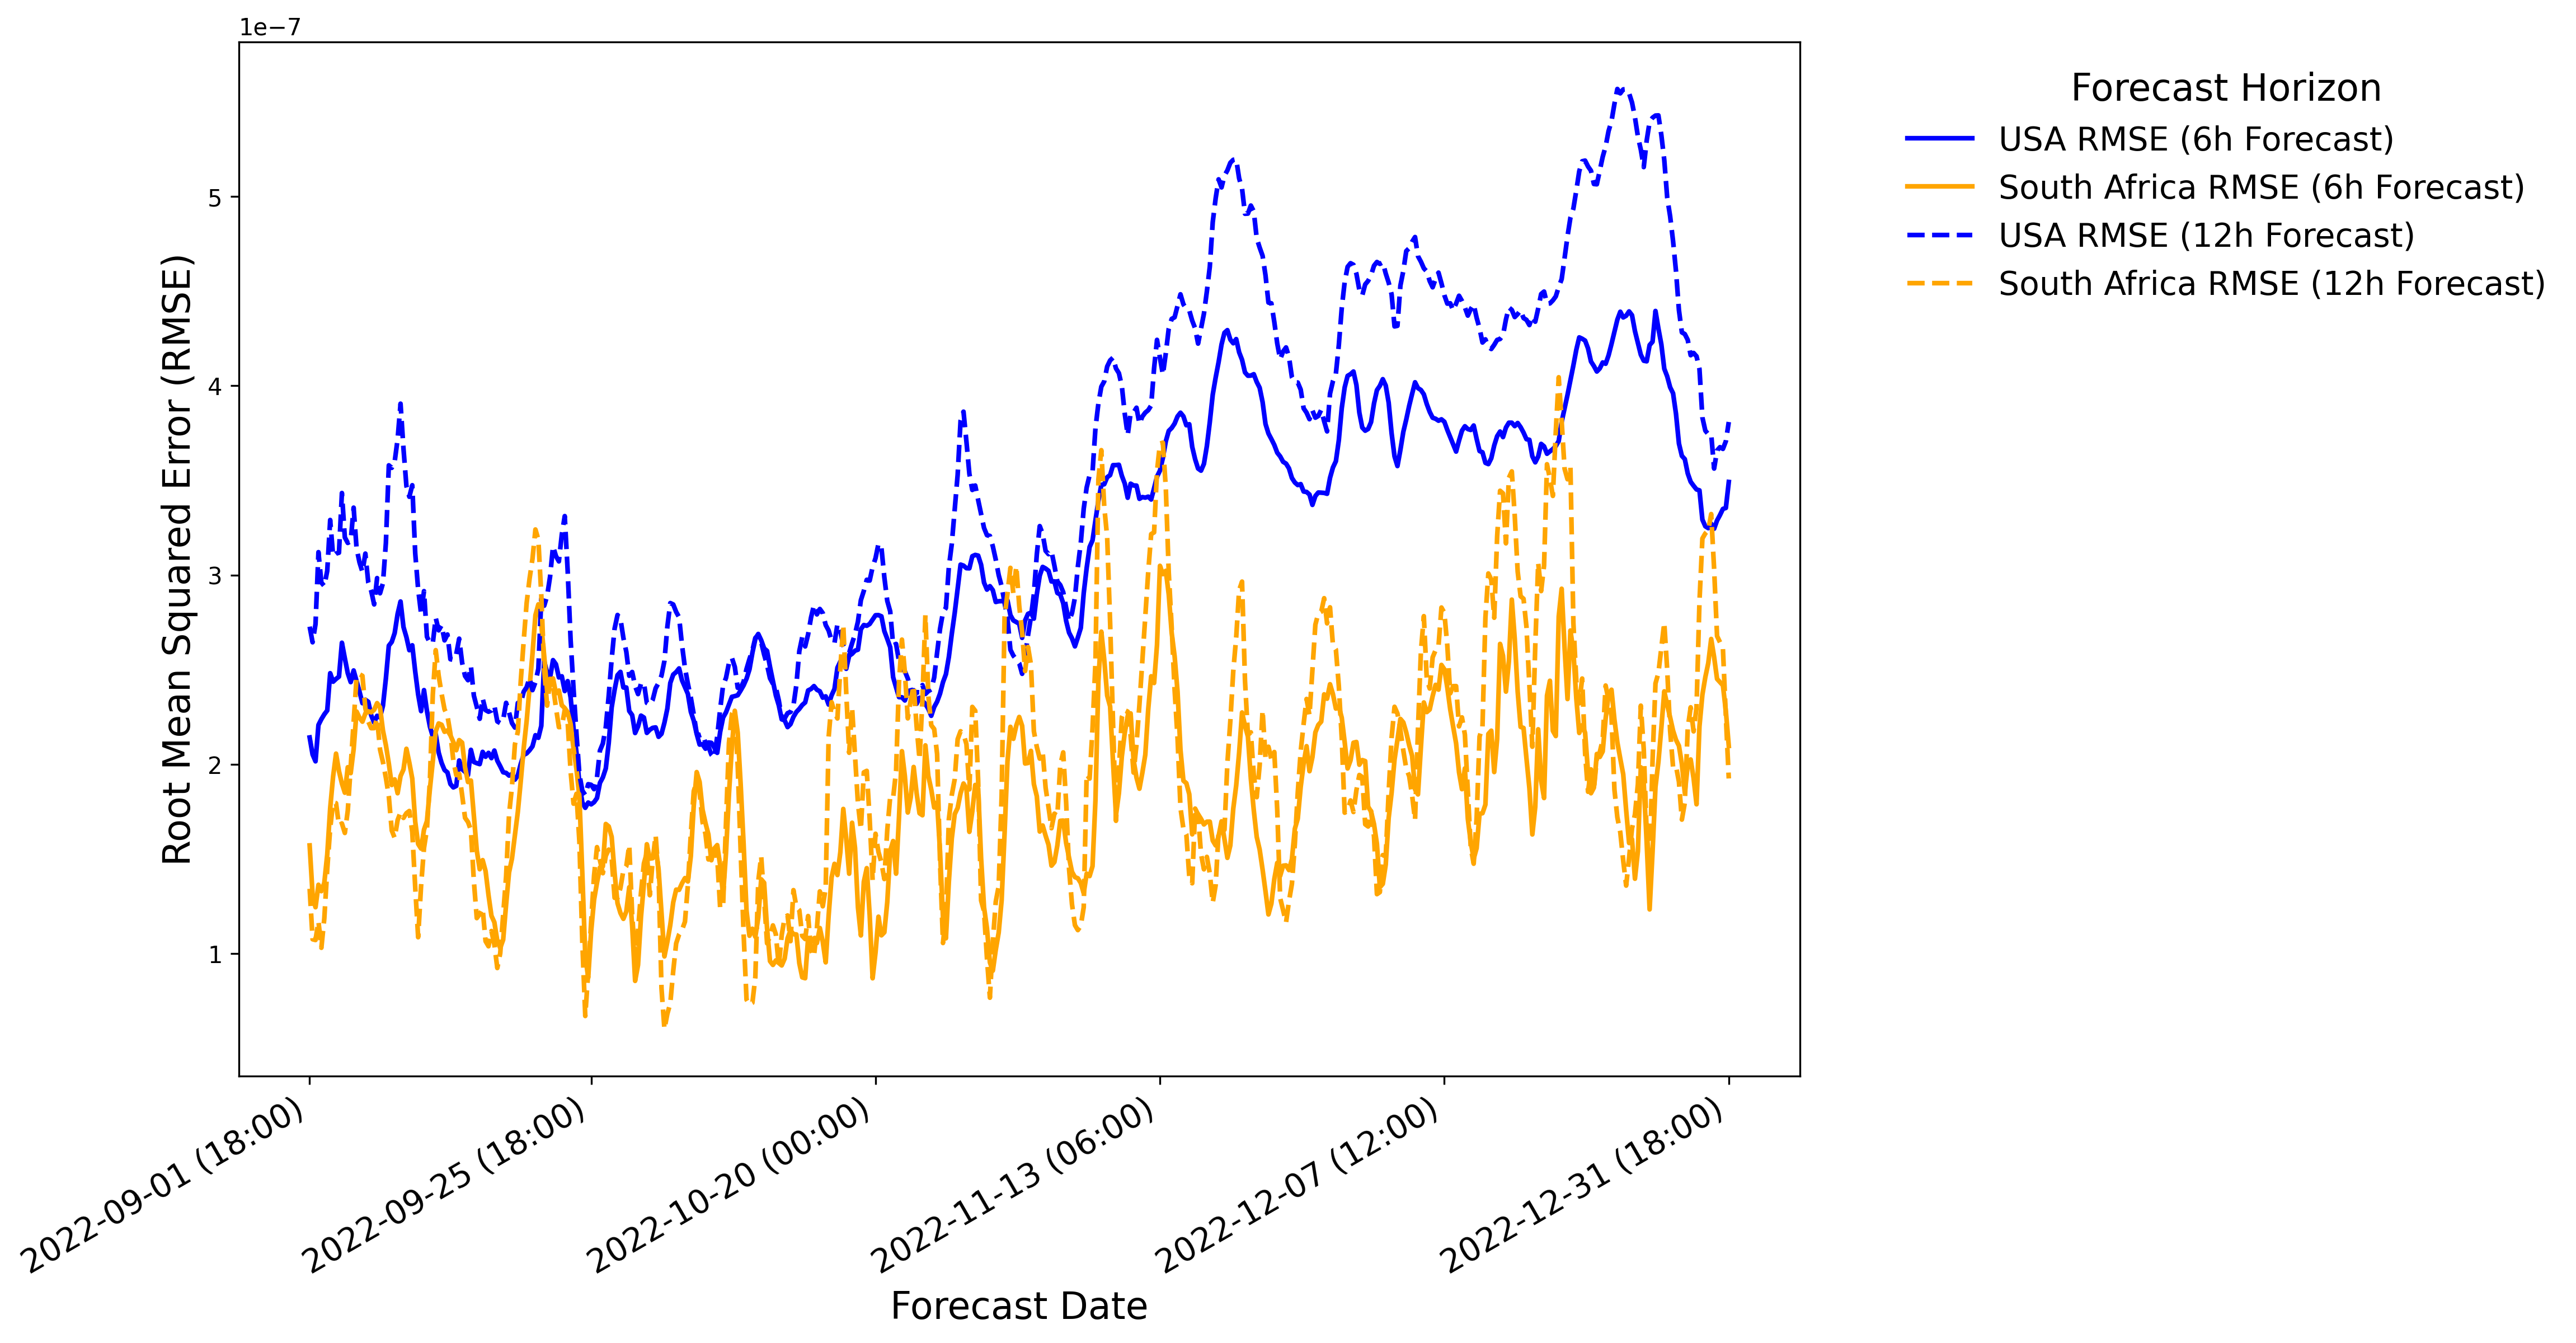 1e−7
Root Mean Squared Error (RMSE)
5
4
3
2
1
2022-09-01 (18:00)
2022-09-25 (18:00)
2022-10-20 (00:00)
2022-11-13 (06:00)
2022-12-07 (12:00)
2022-12-31 (18:00)
Forecast Date
Forecast Horizon
USA RMSE (6h Forecast)
South Africa RMSE (6h Forecast)
USA RMSE (12h Forecast)
South Africa RMSE (12h Forecast)